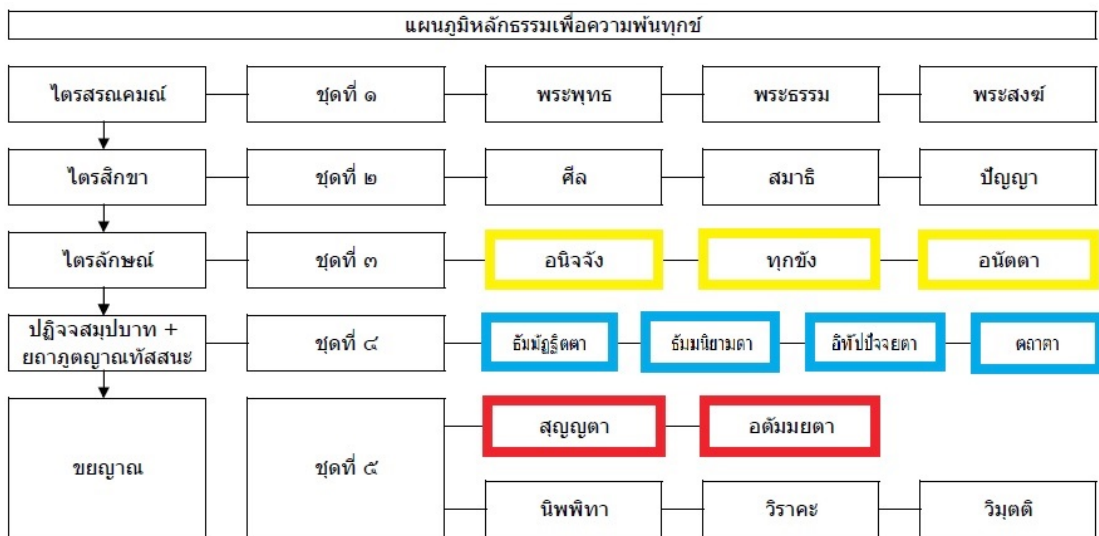 แผนภูมิหลักธรรมเพื่อความพ้นทุกข์
ไตรสรณคมณ์ ชุดที่ ๑ พระพุทธ พระธรรม พระสงฆ์
ไตรสิกขา ชุดที่ ๒ ศีล สมาธิ ปัญญา
ไตรลักษณ์ ชุดที่ ๓ อนิจจัง ทุกขัง อนัตตา
ปฏิจจสมุปบาท +
ยถาภูตญาณทัสสนะ ชุดที่ ๔ ธัมมัฏฐิตตา ธัมมนิยามตา อิทัปปัจจยตา ตถาตา
สุญญตา อตัมมยตา
ขยญาณ ชุดที่ ๕
นิพพิทา วิราคะ วิมุตติ